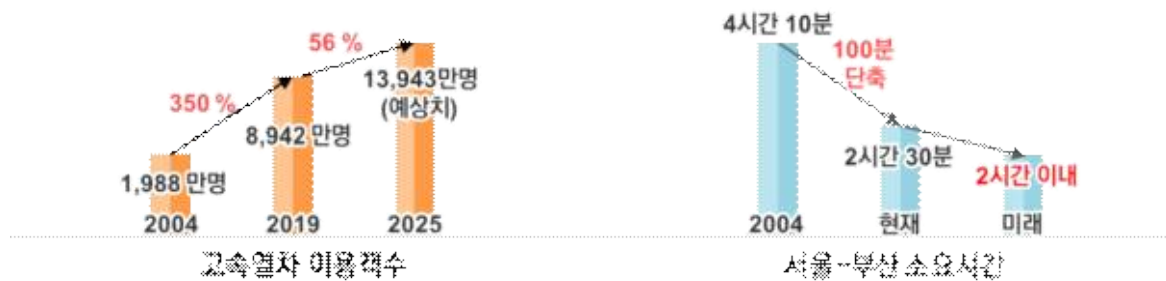 350 %
56 %
1,988 만명
8,942 만명
13,943만명
(예상치)
2004
2019
2025
고속열차 이용객수
4시간 10분
100분
단축
2시간 30분
2시간 이내
2004
현재
미래
서울-부산 소요시간